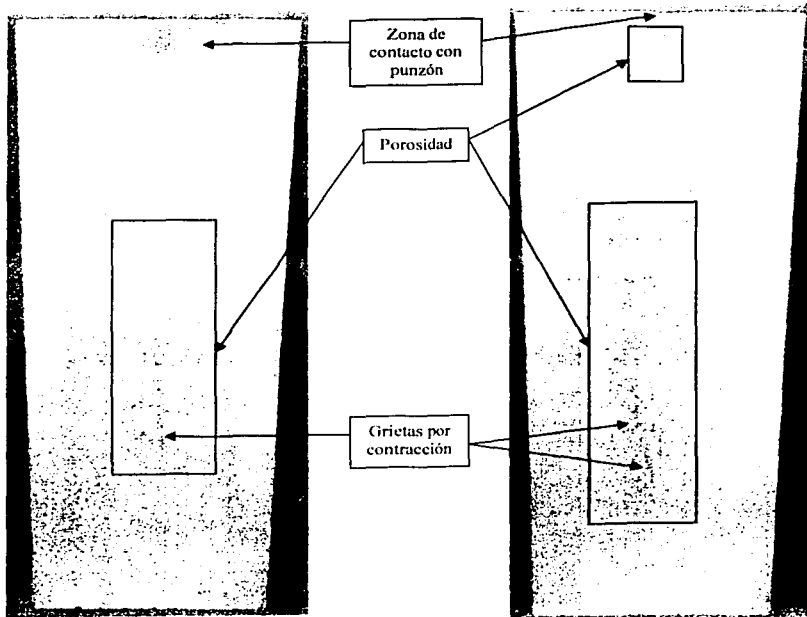 Zona de
contacto con
punzón
Porosidad
Grietas por
contracción